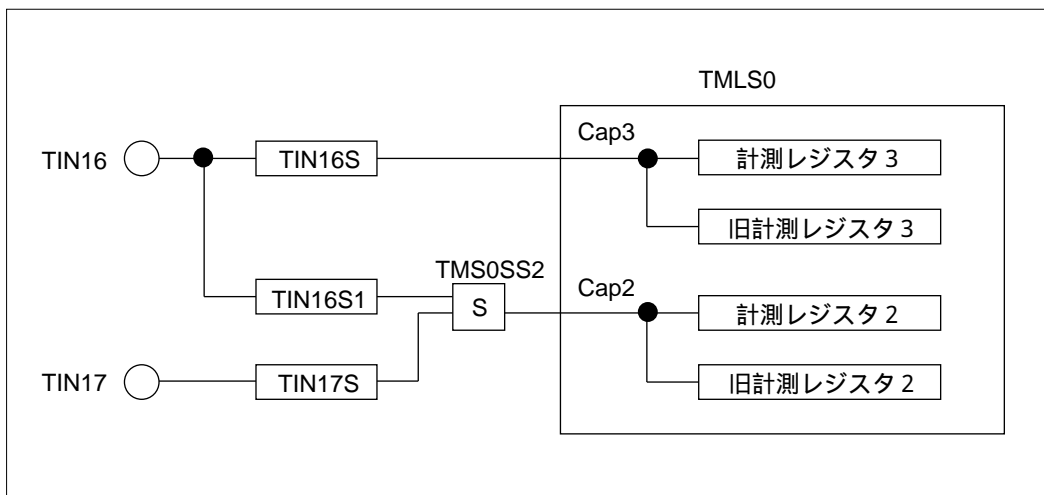 TMLS0
Cap3
TIN16
TIN16S
計測レジスタ3
旧計測レジスタ3
TMS0SS2
TIN16S1
S
Cap2
計測レジスタ2
TIN17
TIN17S
旧計測レジスタ2